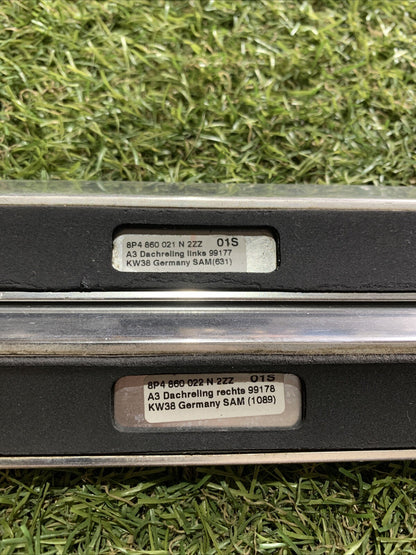 8P4 860 021 N 2ZZ 01S
A3 Dachreling links 99177
KW38 Germany SAM(631)
8P4 860 022 N 2ZZ 01S
A3 Dachreling rechts 99178
KW38 Germany SAM (1089)